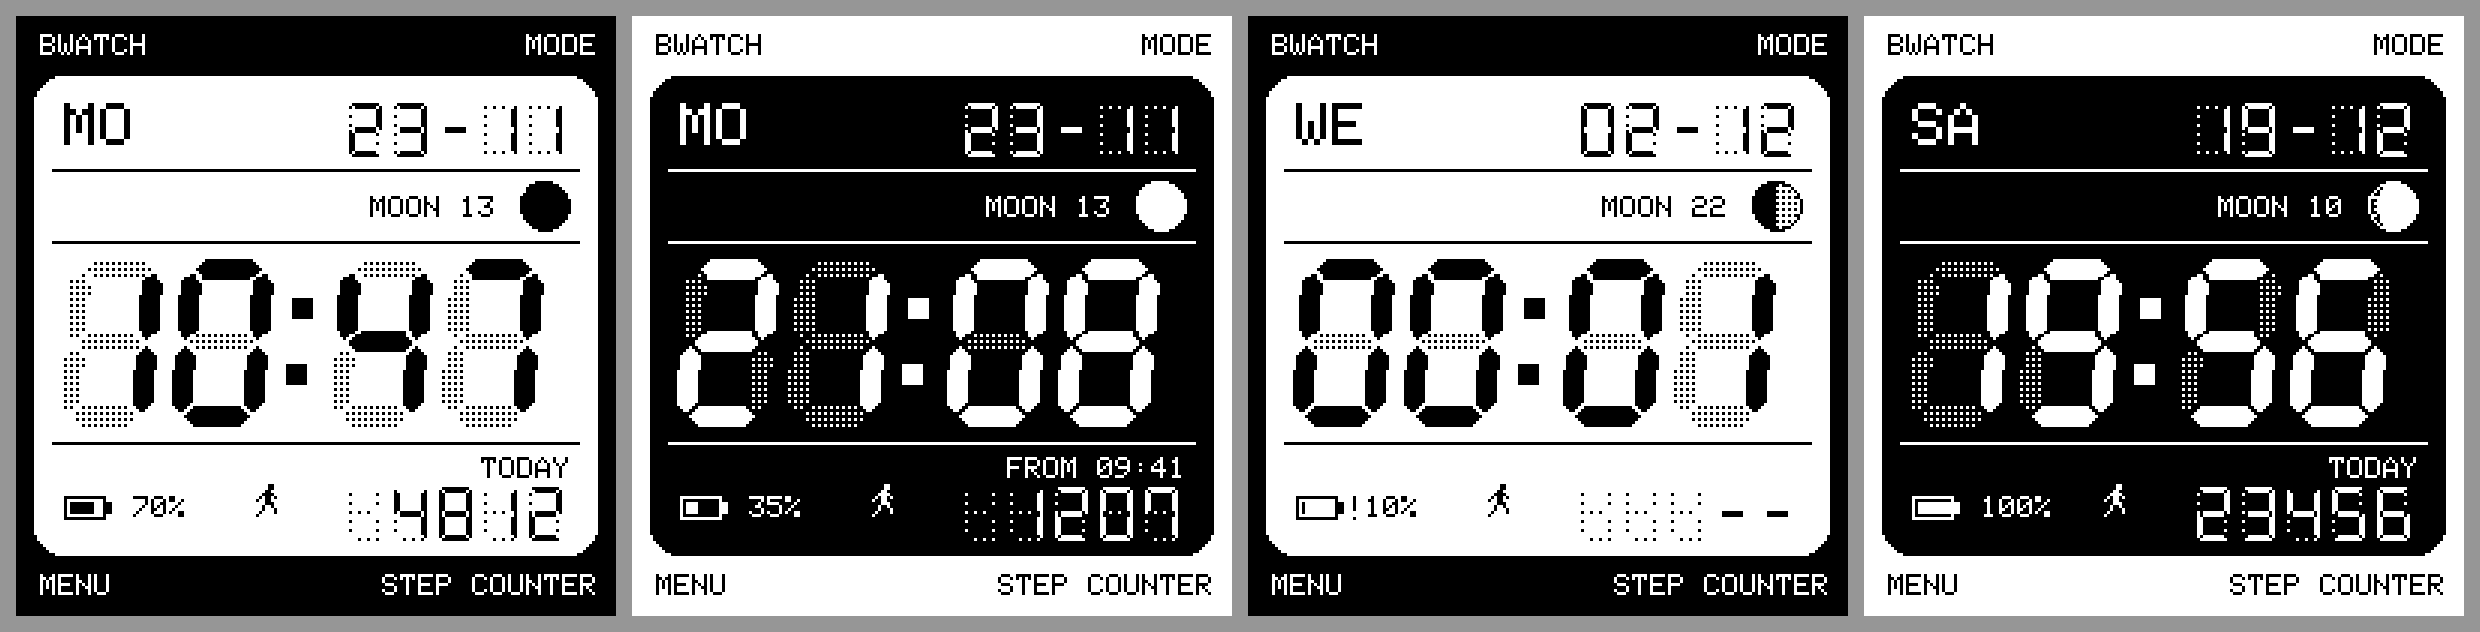 BWATCH MODE
MO 23-11
MOON 13
10:47
TODAY
70% 4812
MENU STEP COUNTER
BWATCH MODE
MO 23-11
MOON 13
21:08
FROM 09:41
35% 1207
MENU STEP COUNTER
BWATCH MODE
WE 02-12
MOON 22
00:01
!10% --
MENU STEP COUNTER
BWATCH MODE
SA 19-12
MOON 10
19:56
TODAY
100% 23456
MENU STEP COUNTER